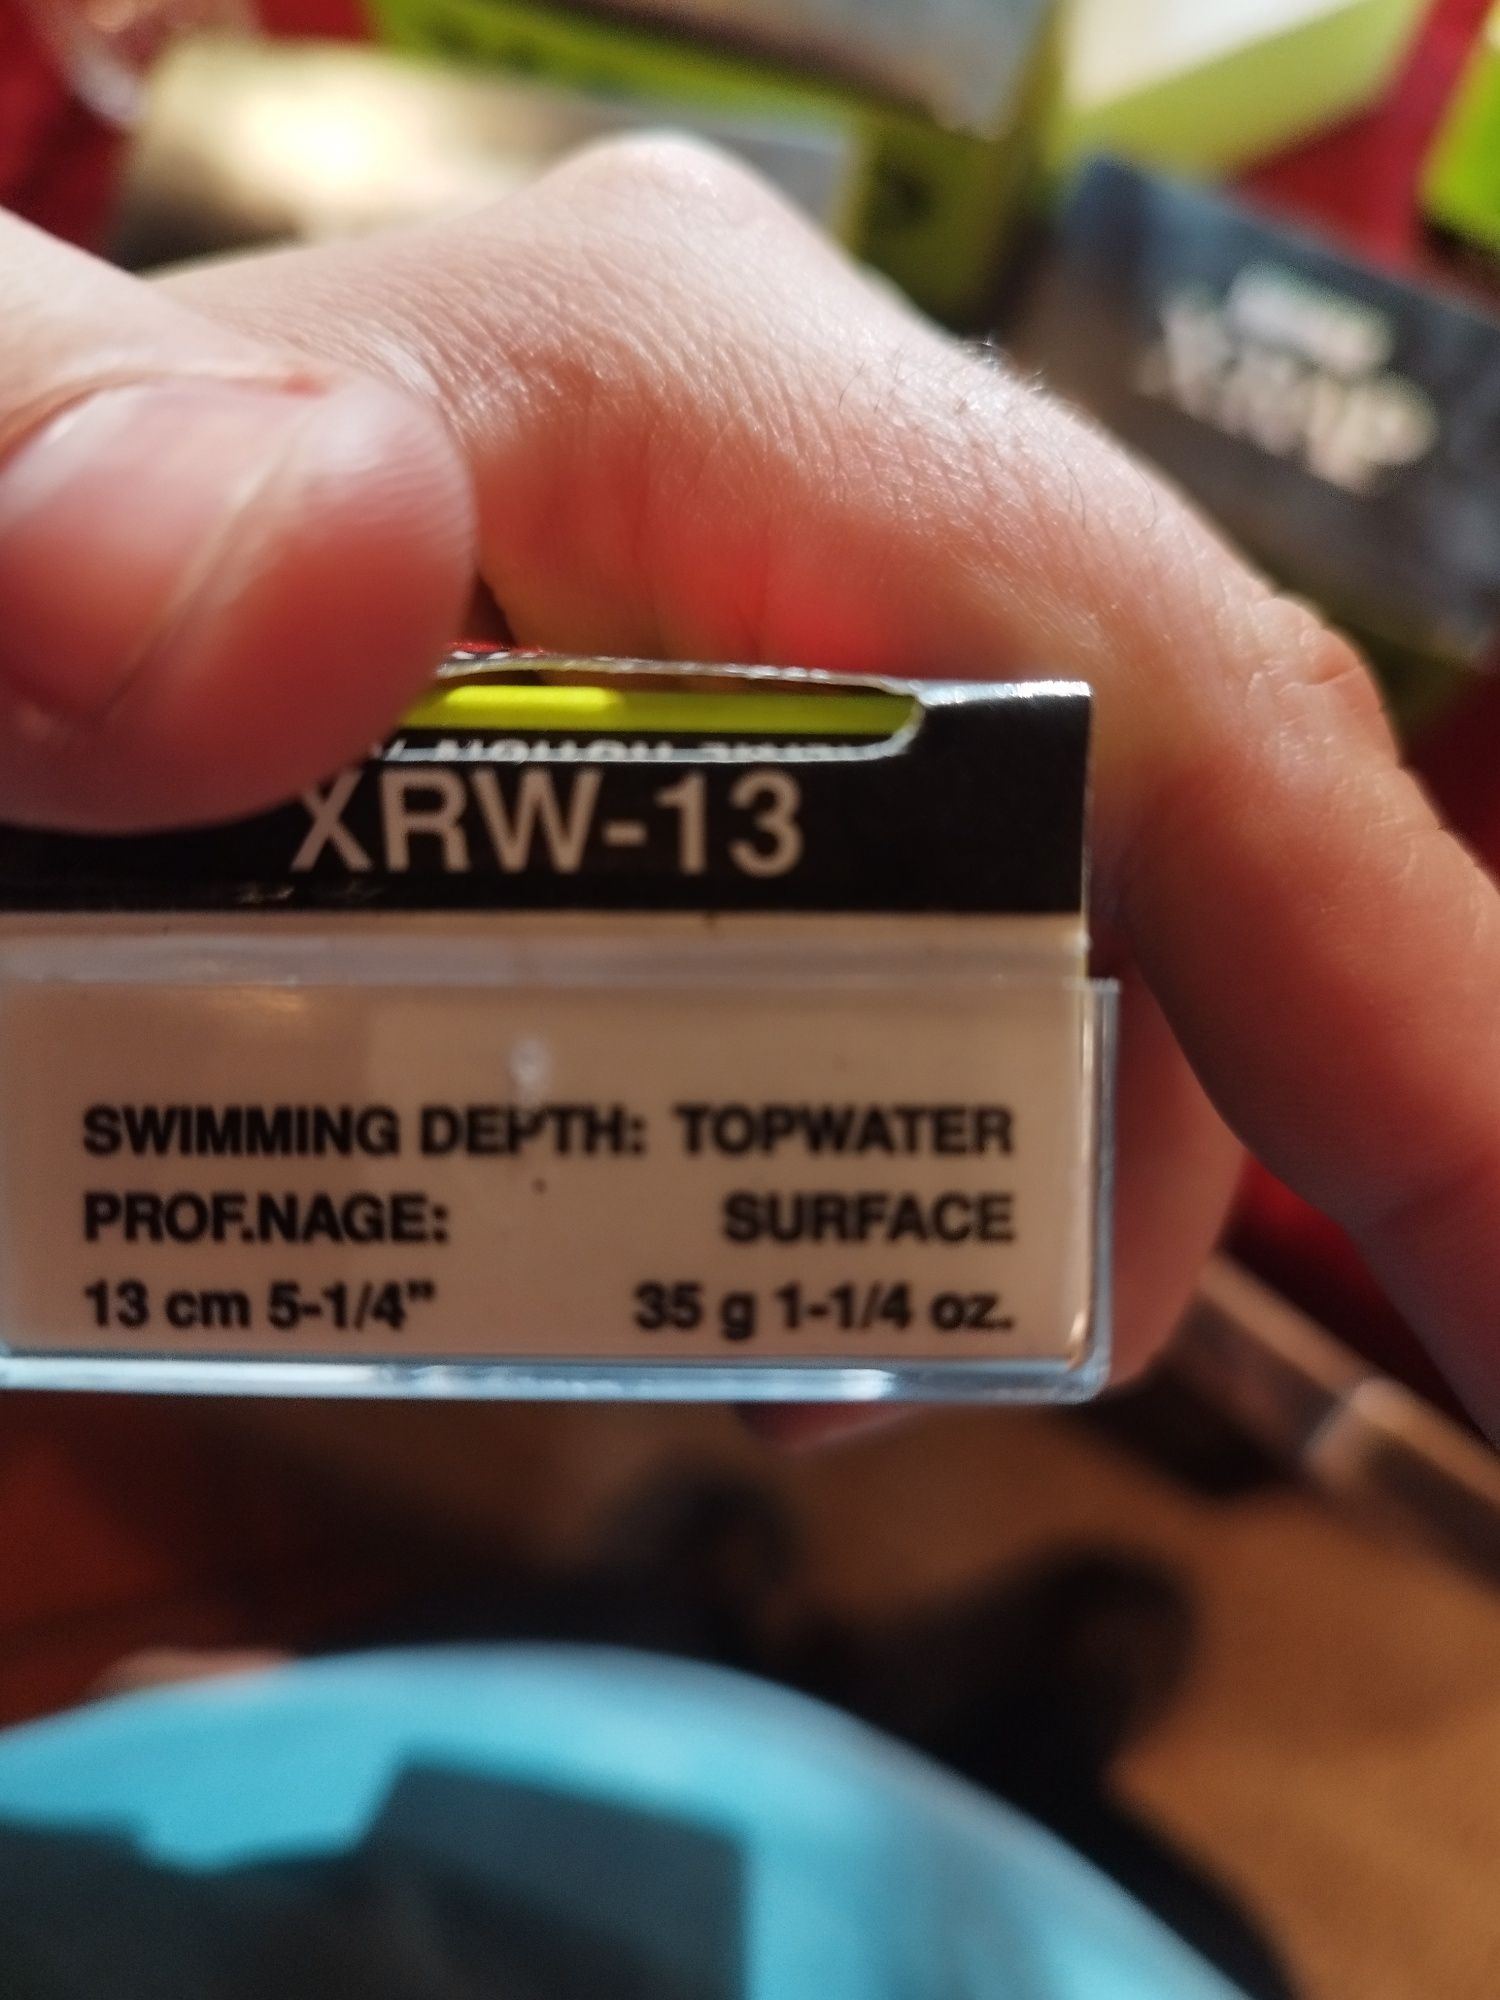 XRW-13
SWIMMING DEPTH: TOPWATER
PROF.NAGE: SURFACE
13 cm 5-1/4” 35 g 1-1/4 oz.